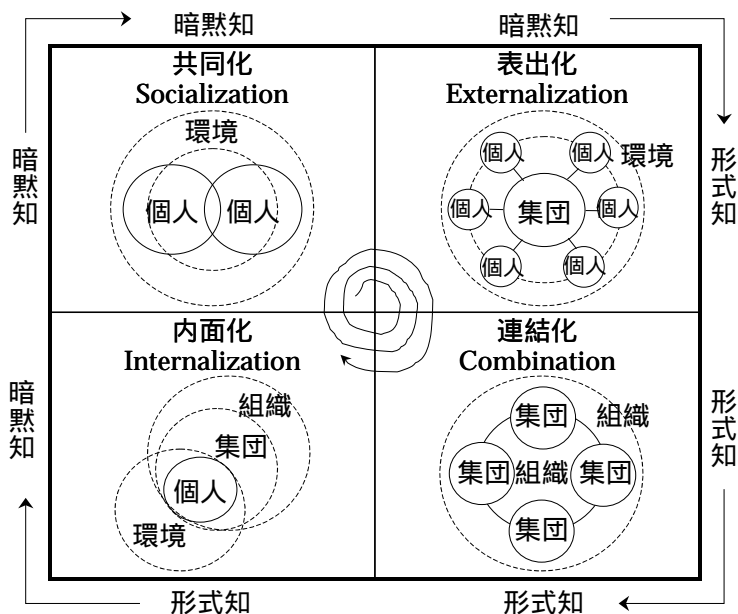 暗黙知
暗黙知
共同化
Socialization
環境
個人
個人
表出化
Externalization
個人
個人
環境
個人
集団
個人
個人
個人
暗黙知
形式知
内面化
Internalization
組織
集団
個人
環境
連結化
Combination
集団
組織
集団
組織
集団
集団
暗黙知
形式知
形式知
形式知